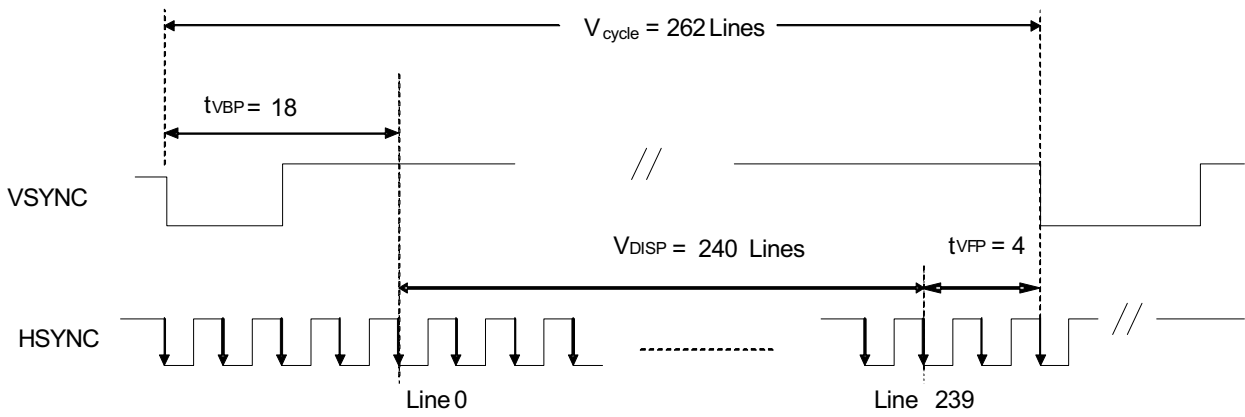 Vcycle = 262 Lines
tVBP = 18
VSYNC
VDISP = 240 Lines
tVFP = 4
HSYNC
Line 0
Line 239